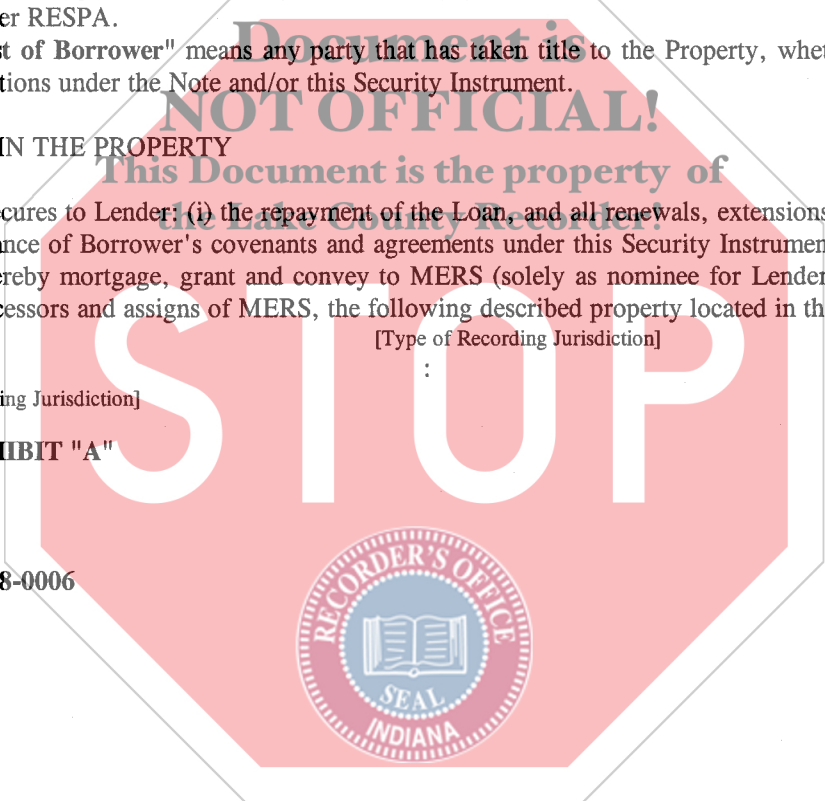 er RESPA.
Document is
st of Borrower" means any party that has taken title to the Property, whet
tions under the Note and/or this Security Instrument.
NOT OFFICIAL!
IN THE PROPERTY
This Document is the property of
the Lake County Recorder!
cures to Lender: (i) the repayment of the Loan, and all renewals, extensions
ance of Borrower's covenants and agreements under this Security Instrumen
reby mortgage, grant and convey to MERS (solely as nominee for Lender
cessors and assigns of MERS, the following described property located in th
[Type of Recording Jurisdiction]
:
ing Jurisdiction]
STOP
IIBIT "A"
8-0006
RECORDER'S OFFICE
SEAL
INDIANA